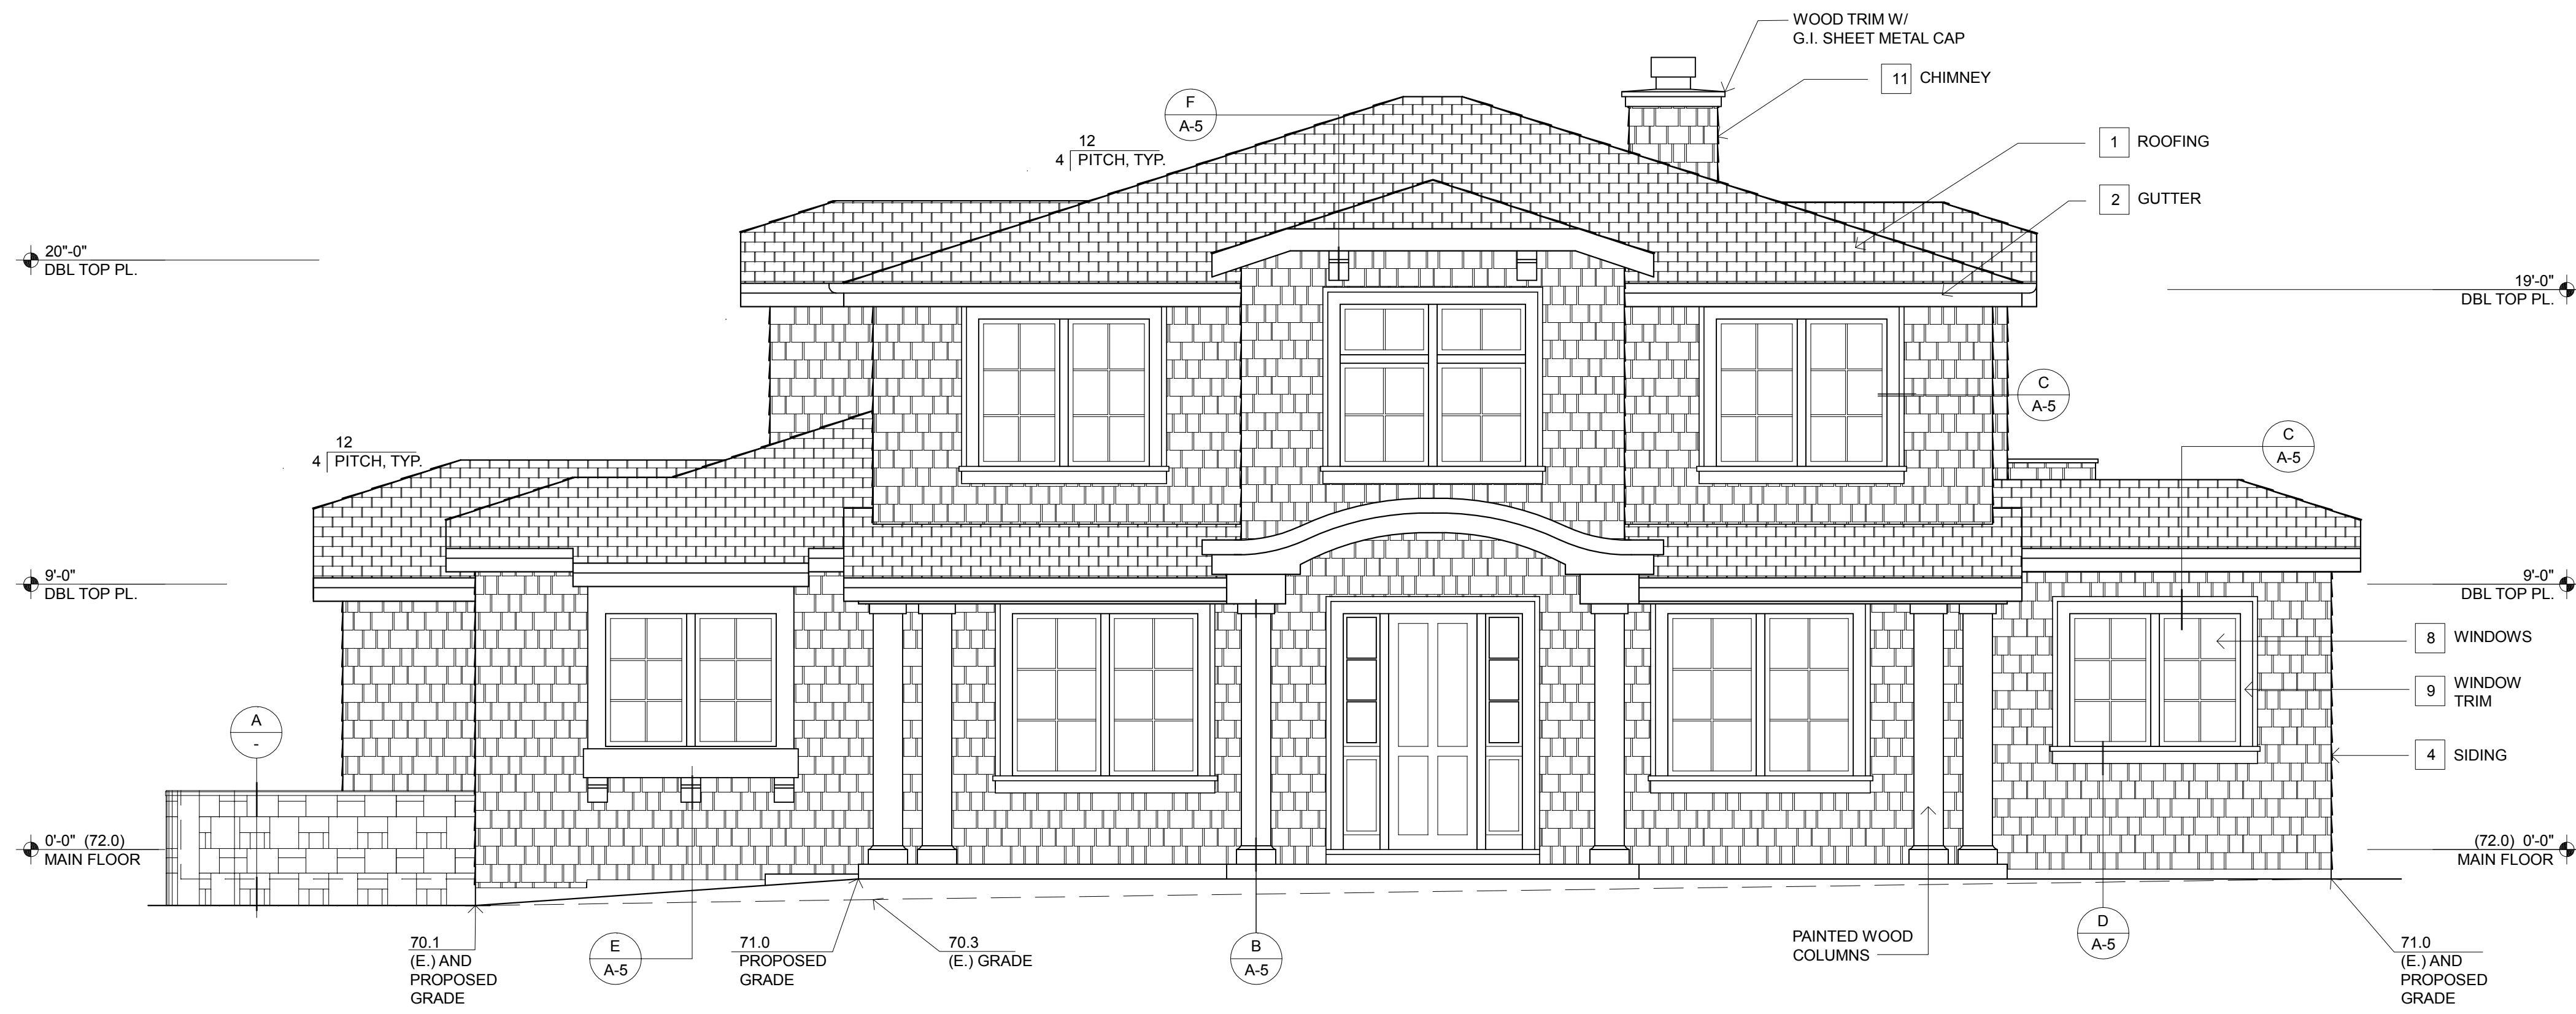 WOOD TRIM W/
G.I. SHEET METAL CAP
11 CHIMNEY
F
A-5
12
4 PITCH, TYP.
1 ROOFING
2 GUTTER
20"-0"
DBL TOP PL.
19'-0"
DBL TOP PL.
C
A-5
12
4 PITCH, TYP.
C
A-5
9'-0"
DBL TOP PL.
9'-0"
DBL TOP PL.
8 WINDOWS
9 WINDOW
TRIM
A
-
4 SIDING
0'-0" (72.0)
MAIN FLOOR
(72.0) 0'-0"
MAIN FLOOR
70.1
(E.) AND
PROPOSED
GRADE
E
A-5
71.0
PROPOSED
GRADE
70.3
(E.) GRADE
B
A-5
PAINTED WOOD
COLUMNS
D
A-5
71.0
(E.) AND
PROPOSED
GRADE